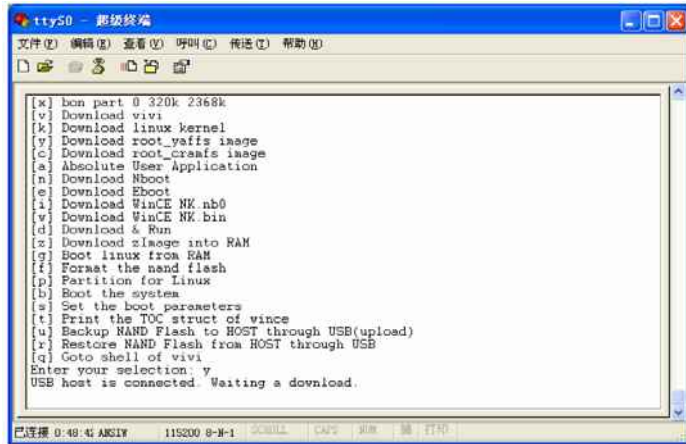 ttyS0 - 超级终端
文件(F) 编辑(E) 查看(V) 呼叫(C) 传送(T) 帮助(H)
[x] bon part 0 320k 2368k
[v] Download vivi
[k] Download linux kernel
[y] Download root_yaffs image
[c] Download root_cramfs image
[a] Absolute User Application
[n] Download Nboot
[e] Download Eboot
[i] Download WinCE NK.nb0
[w] Download WinCE NK.bin
[d] Download & Run
[z] Download zImage into RAM
[g] Boot linux from RAM
[f] Format the nand flash
[p] Partition for Linux
[b] Boot the system
[s] Set the boot parameters
[t] Print the TOC struct of vince
[u] Backup NAND Flash to HOST through USB(upload)
[r] Restore NAND Flash from HOST through USB
[q] Goto shell of vivi
Enter your selection: y
USB host is connected. Waiting a download.
已连接 0:48:42 ANSIW 115200 8-N-1 SCROLL CAPS NUM 捕 打印